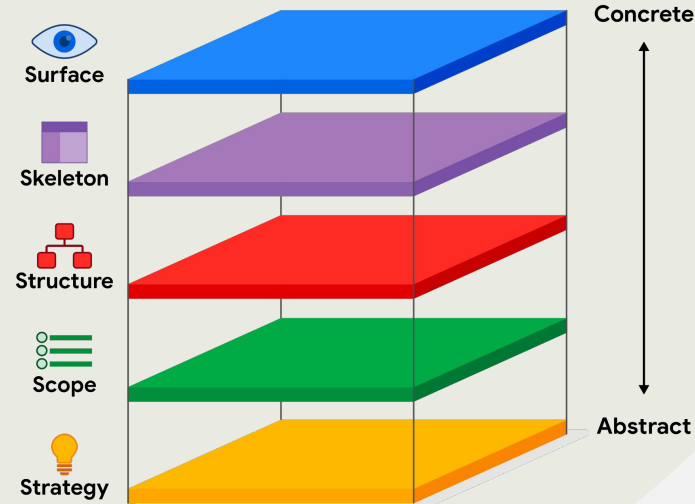 Concrete
Surface
Skeleton
Structure
Scope
Abstract
Strategy